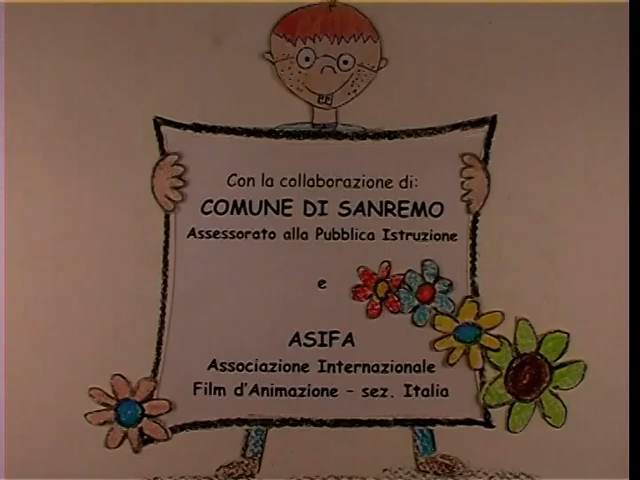 Con la collaborazione di:
COMUNE DI SANREMO
Assessorato alla Pubblica Istruzione
e
ASIFA
Associazione Internazionale
Film d'Animazione - sez. Italia